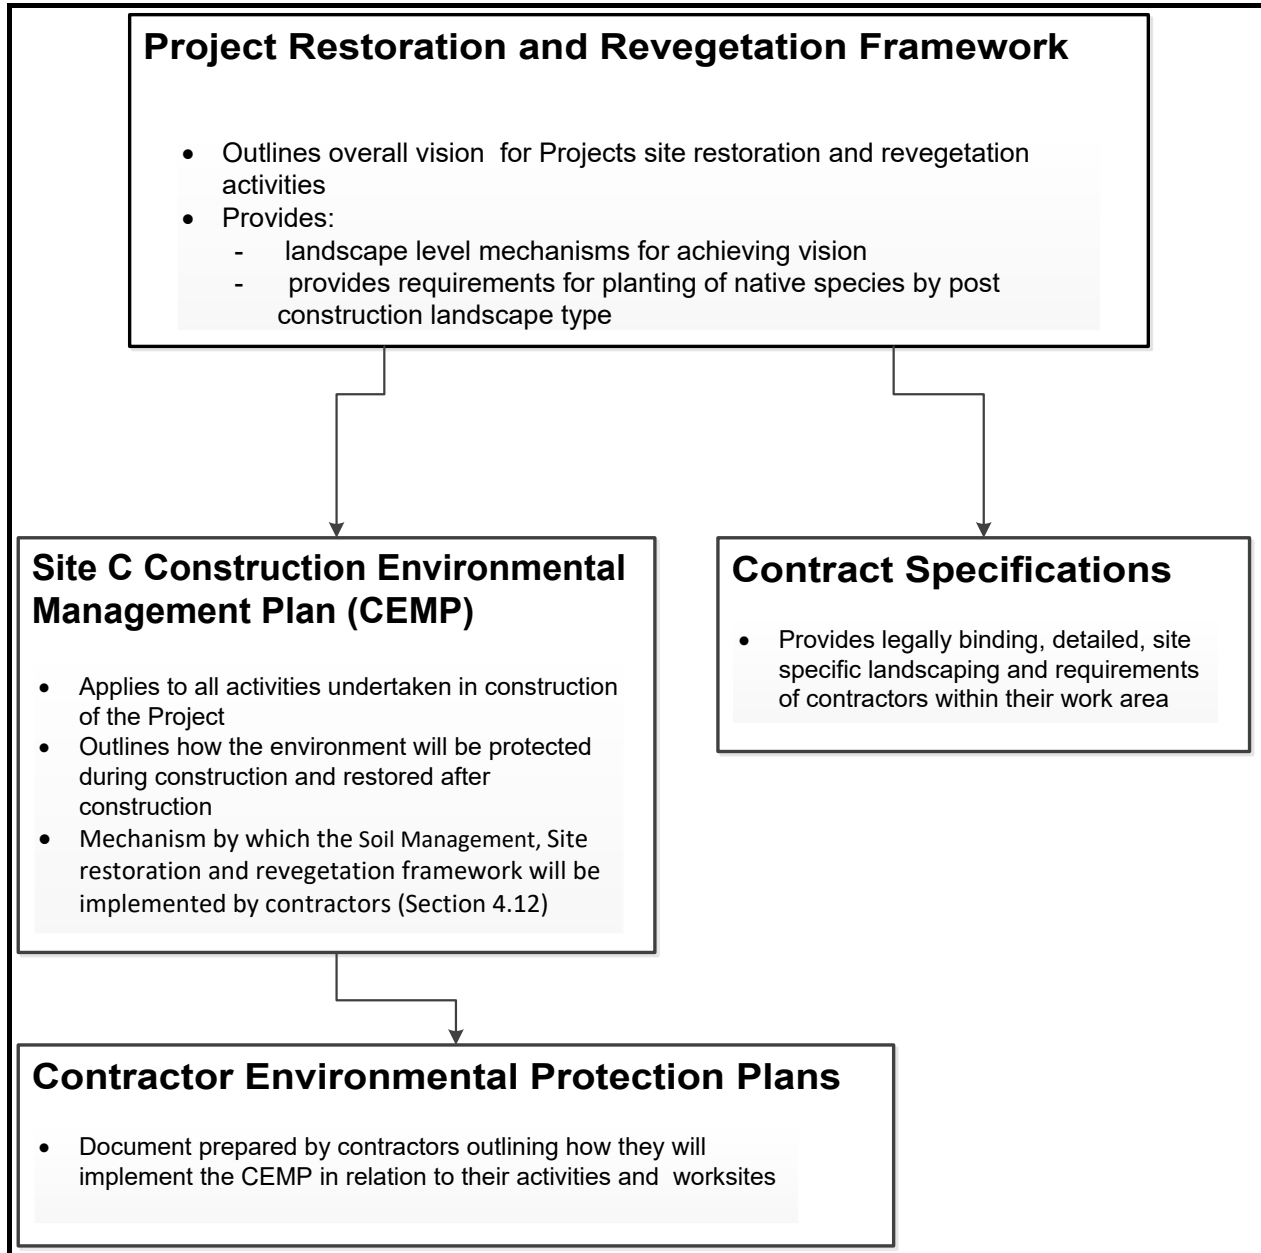 Project Restoration and Revegetation Framework
• Outlines overall vision for Projects site restoration and revegetation
activities
• Provides:
- landscape level mechanisms for achieving vision
- provides requirements for planting of native species by post
construction landscape type
Site C Construction Environmental
Management Plan (CEMP)
• Applies to all activities undertaken in construction
of the Project
• Outlines how the environment will be protected
during construction and restored after
construction
• Mechanism by which the Soil Management, Site
restoration and revegetation framework will be
implemented by contractors (Section 4.12)
Contract Specifications
• Provides legally binding, detailed, site
specific landscaping and requirements
of contractors within their work area
Contractor Environmental Protection Plans
• Document prepared by contractors outlining how they will
implement the CEMP in relation to their activities and worksites